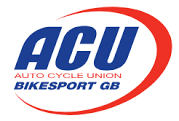 ACU
AUTO CYCLE UNION
BIKESPORT GB